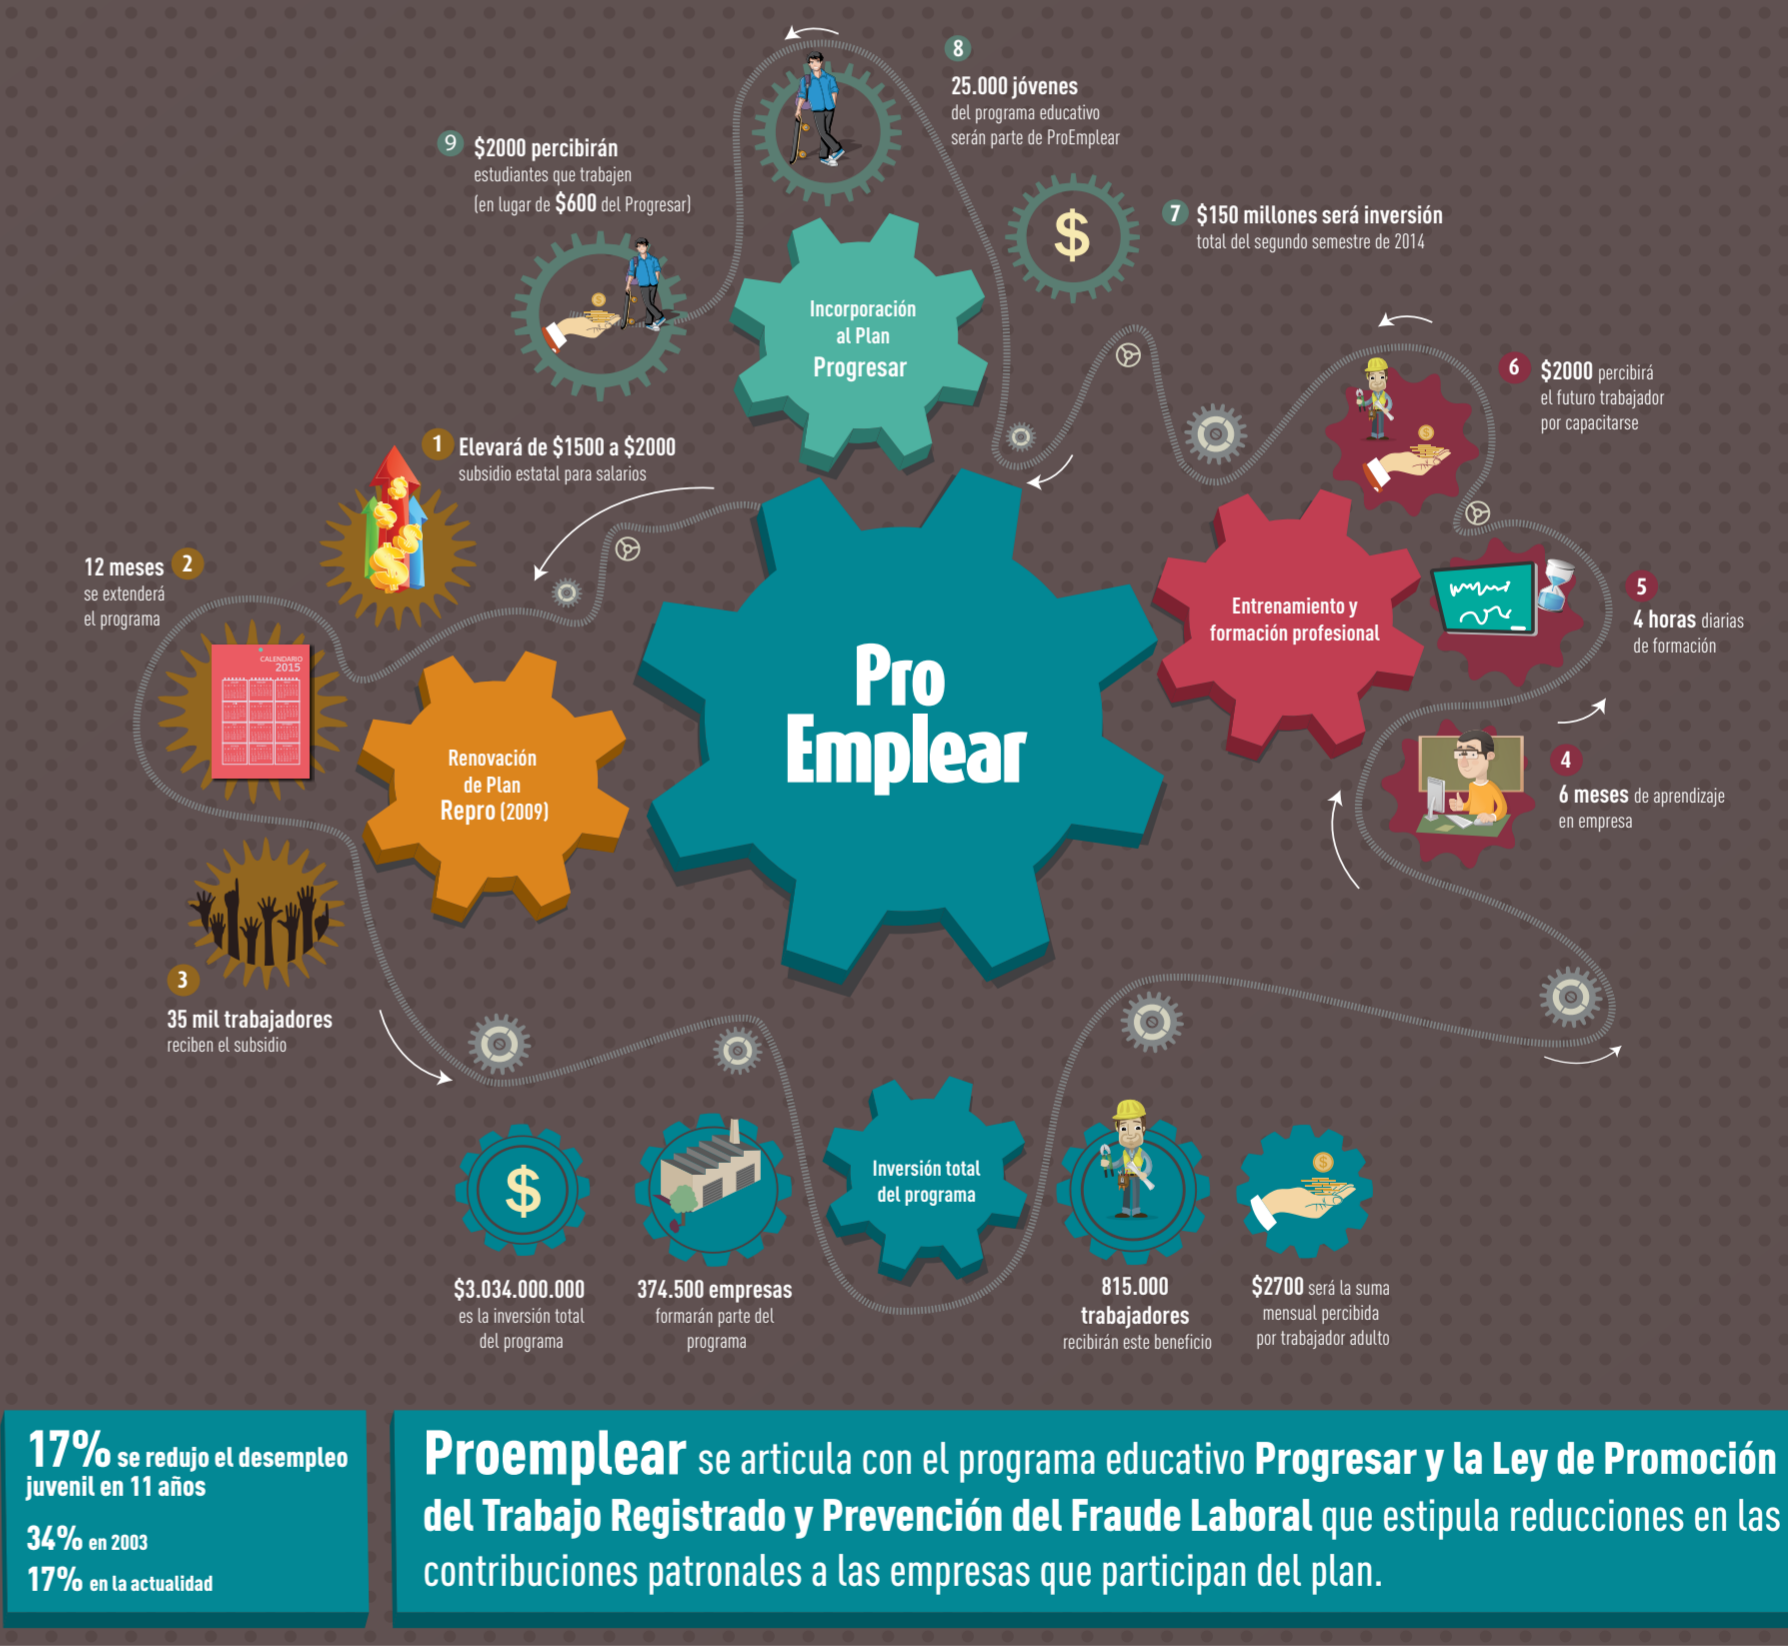 8
25.000 jóvenes
del programa educativo
serán parte de ProEmplear
9 $2000 percibirán
estudiantes que trabajen
(en lugar de $600 del Progresar)
$
7 $150 millones será inversión
total del segundo semestre de 2014
Incorporación
al Plan
Progresar
6 $2000 percibirá
el futuro trabajador
por capacitarse
1 Elevará de $1500 a $2000
subsidio estatal para salarios
12 meses 2
se extenderá
el programa
CALENDARIO
2015
Entrenamiento y
formación profesional
5
4 horas diarias
de formación
Pro
Emplear
Renovación
de Plan
Repro (2009)
4
6 meses de aprendizaje
en empresa
3
35 mil trabajadores
reciben el subsidio
Inversión total
del programa
$
$3.034.000.000
es la inversión total
del programa
374.500 empresas
formarán parte del
programa
815.000
trabajadores
recibirán este beneficio
$2700 será la suma
mensual percibida
por trabajador adulto
17% se redujo el desempleo
juvenil en 11 años
34% en 2003
17% en la actualidad
Proemplear se articula con el programa educativo Progresar y la Ley de Promoción
del Trabajo Registrado y Prevención del Fraude Laboral que estipula reducciones en las
contribuciones patronales a las empresas que participan del plan.